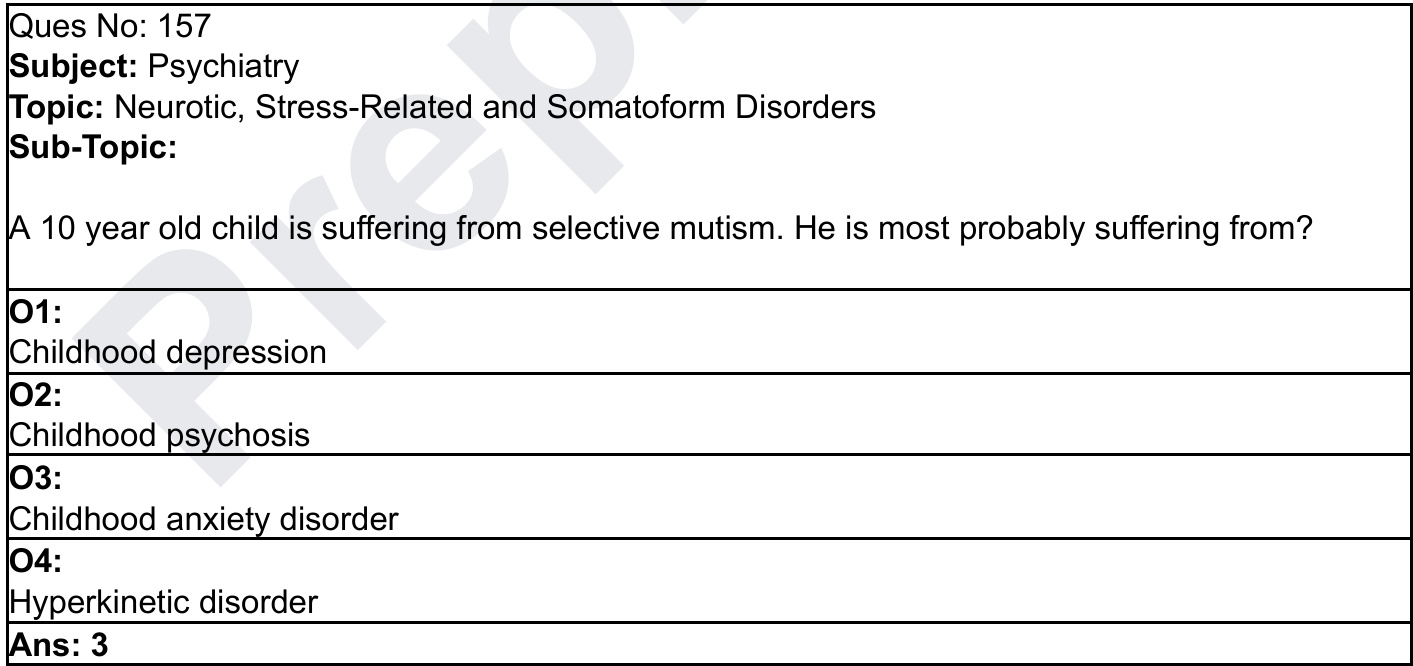 Ques No: 157
Subject: Psychiatry
Topic: Neurotic, Stress-Related and Somatoform Disorders
Sub-Topic:
A 10 year old child is suffering from selective mutism. He is most probably suffering from?
O1:
Childhood depression
O2:
Childhood psychosis
O3:
Childhood anxiety disorder
O4:
Hyperkinetic disorder
Ans: 3
Prep